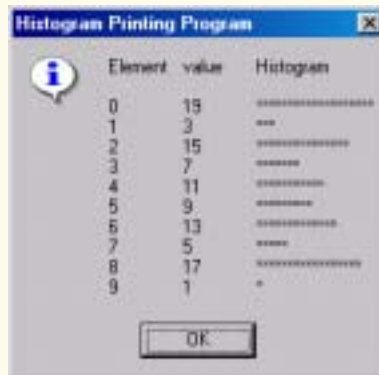 Histogram Printing Program
Element value Histogram
0 19 *******************
1 3 ***
2 15 ***************
3 7 *******
4 11 ***********
5 9 *********
6 13 *************
7 5 *****
8 17 *****************
9 1 *
OK